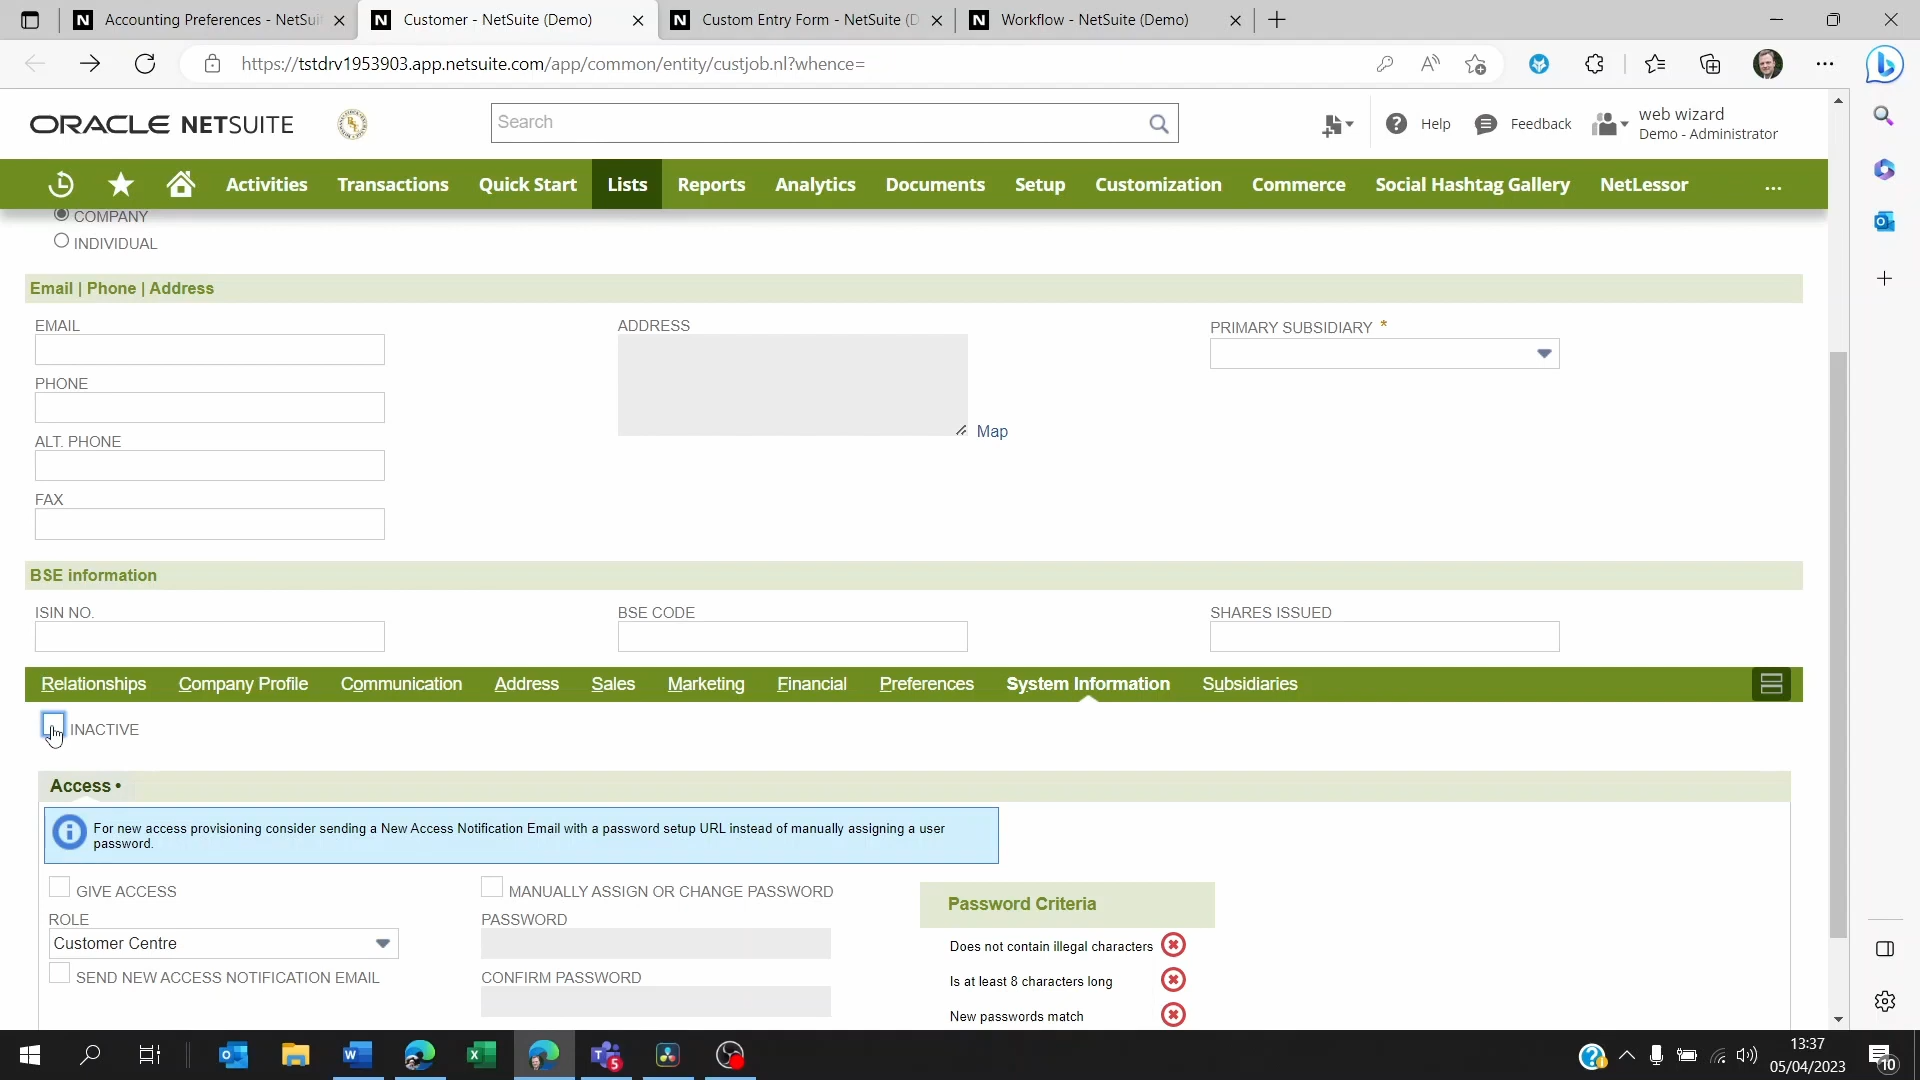 Accounting Preferences - NetSui
Customer - NetSuite (Demo)
Custom Entry Form - NetSuite (D
Workflow - NetSuite (Demo)
https://tstdrv1953903.app.netsuite.com/app/common/entity/custjob.nl?whence=
ORACLE NETSUITE
Search
Help
Feedback
web wizard
Demo - Administrator
Activities
Transactions
Quick Start
Lists
Reports
Analytics
Documents
Setup
Customization
Commerce
Social Hashtag Gallery
NetLessor
...
COMPANY
INDIVIDUAL
Email | Phone | Address
EMAIL
ADDRESS
PRIMARY SUBSIDIARY *
PHONE
Map
ALT. PHONE
FAX
BSE information
ISIN NO.
BSE CODE
SHARES ISSUED
Relationships
Company Profile
Communication
Address
Sales
Marketing
Financial
Preferences
System Information
Subsidiaries
INACTIVE
Access •
For new access provisioning consider sending a New Access Notification Email with a password setup URL instead of manually assigning a user
password.
GIVE ACCESS
MANUALLY ASSIGN OR CHANGE PASSWORD
Password Criteria
ROLE
PASSWORD
Customer Centre
Does not contain illegal characters
SEND NEW ACCESS NOTIFICATION EMAIL
CONFIRM PASSWORD
Is at least 8 characters long
New passwords match
13:37
05/04/2023
5
10